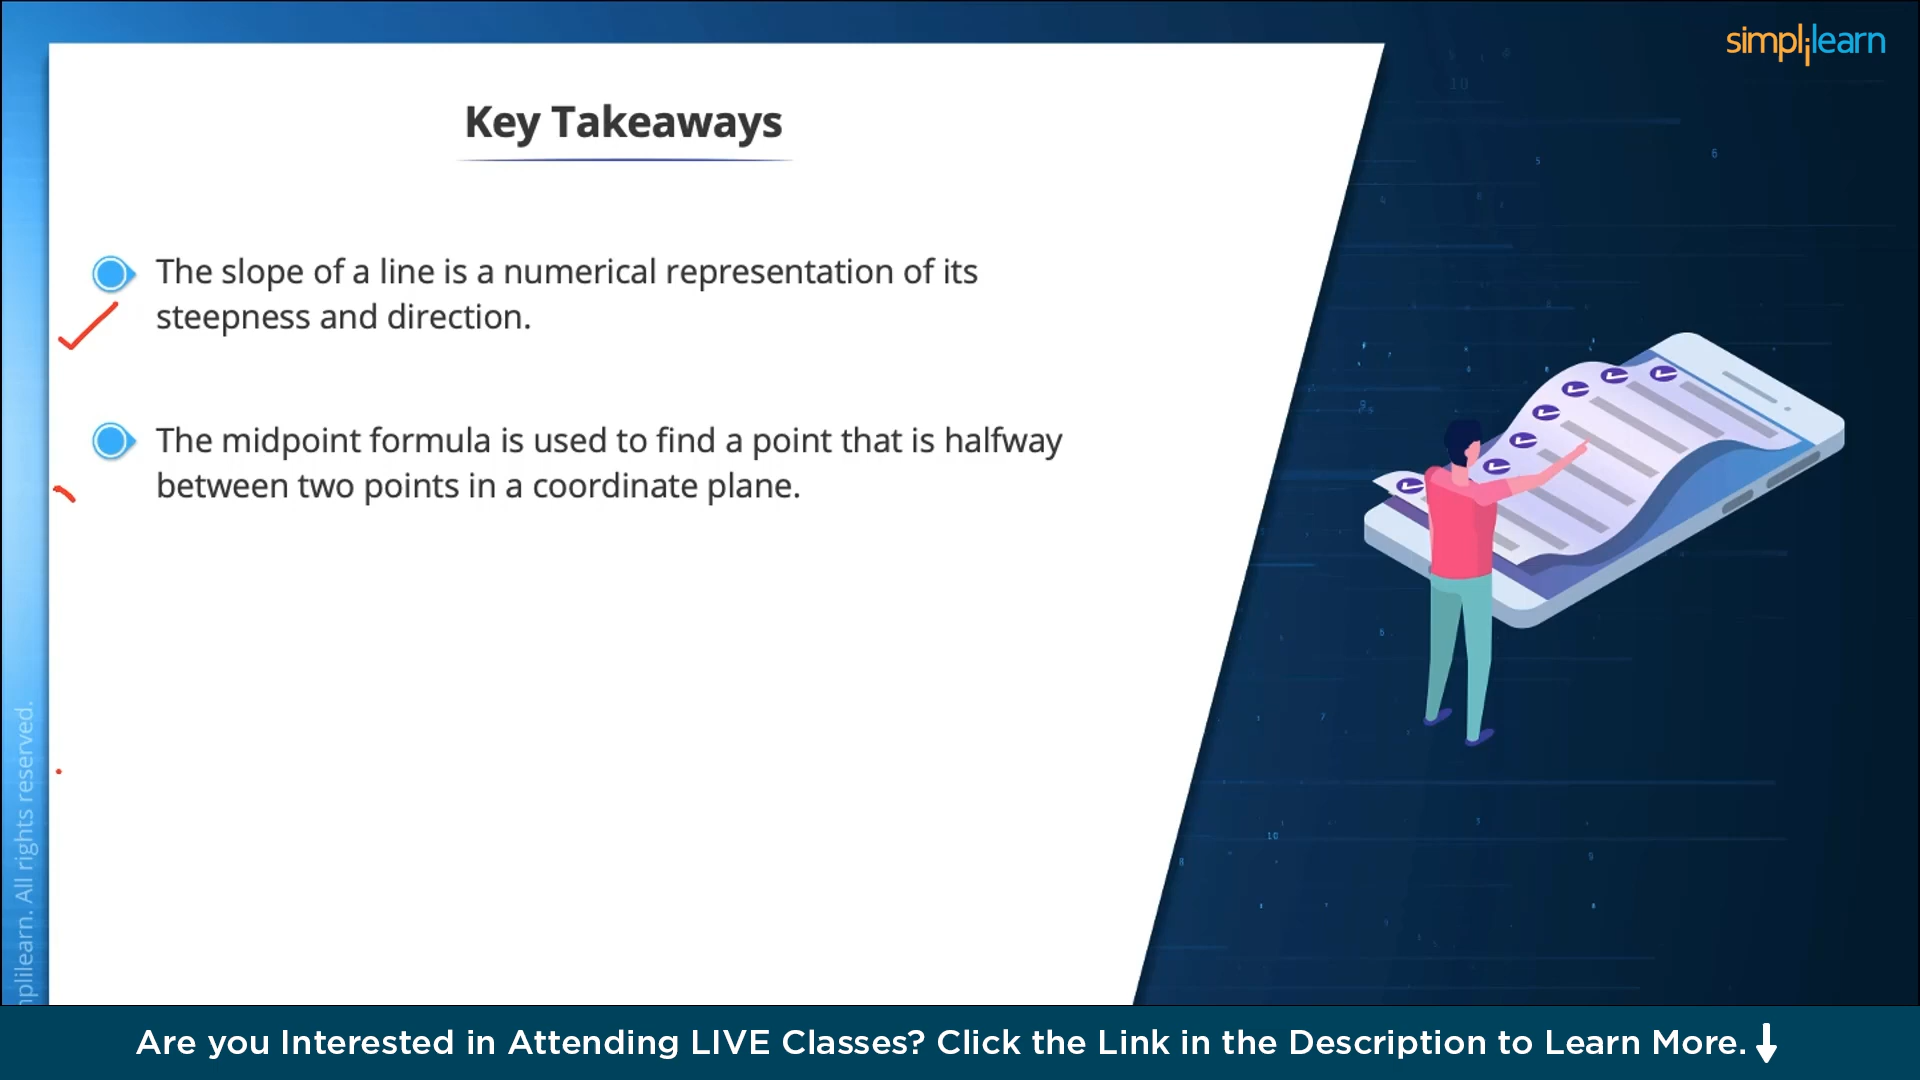 simplilearn
Key Takeaways
The slope of a line is a numerical representation of its
steepness and direction.
The midpoint formula is used to find a point that is halfway
between two points in a coordinate plane.
plilearn. All rights reserved.
Are you Interested in Attending LIVE Classes? Click the Link in the Description to Learn More.